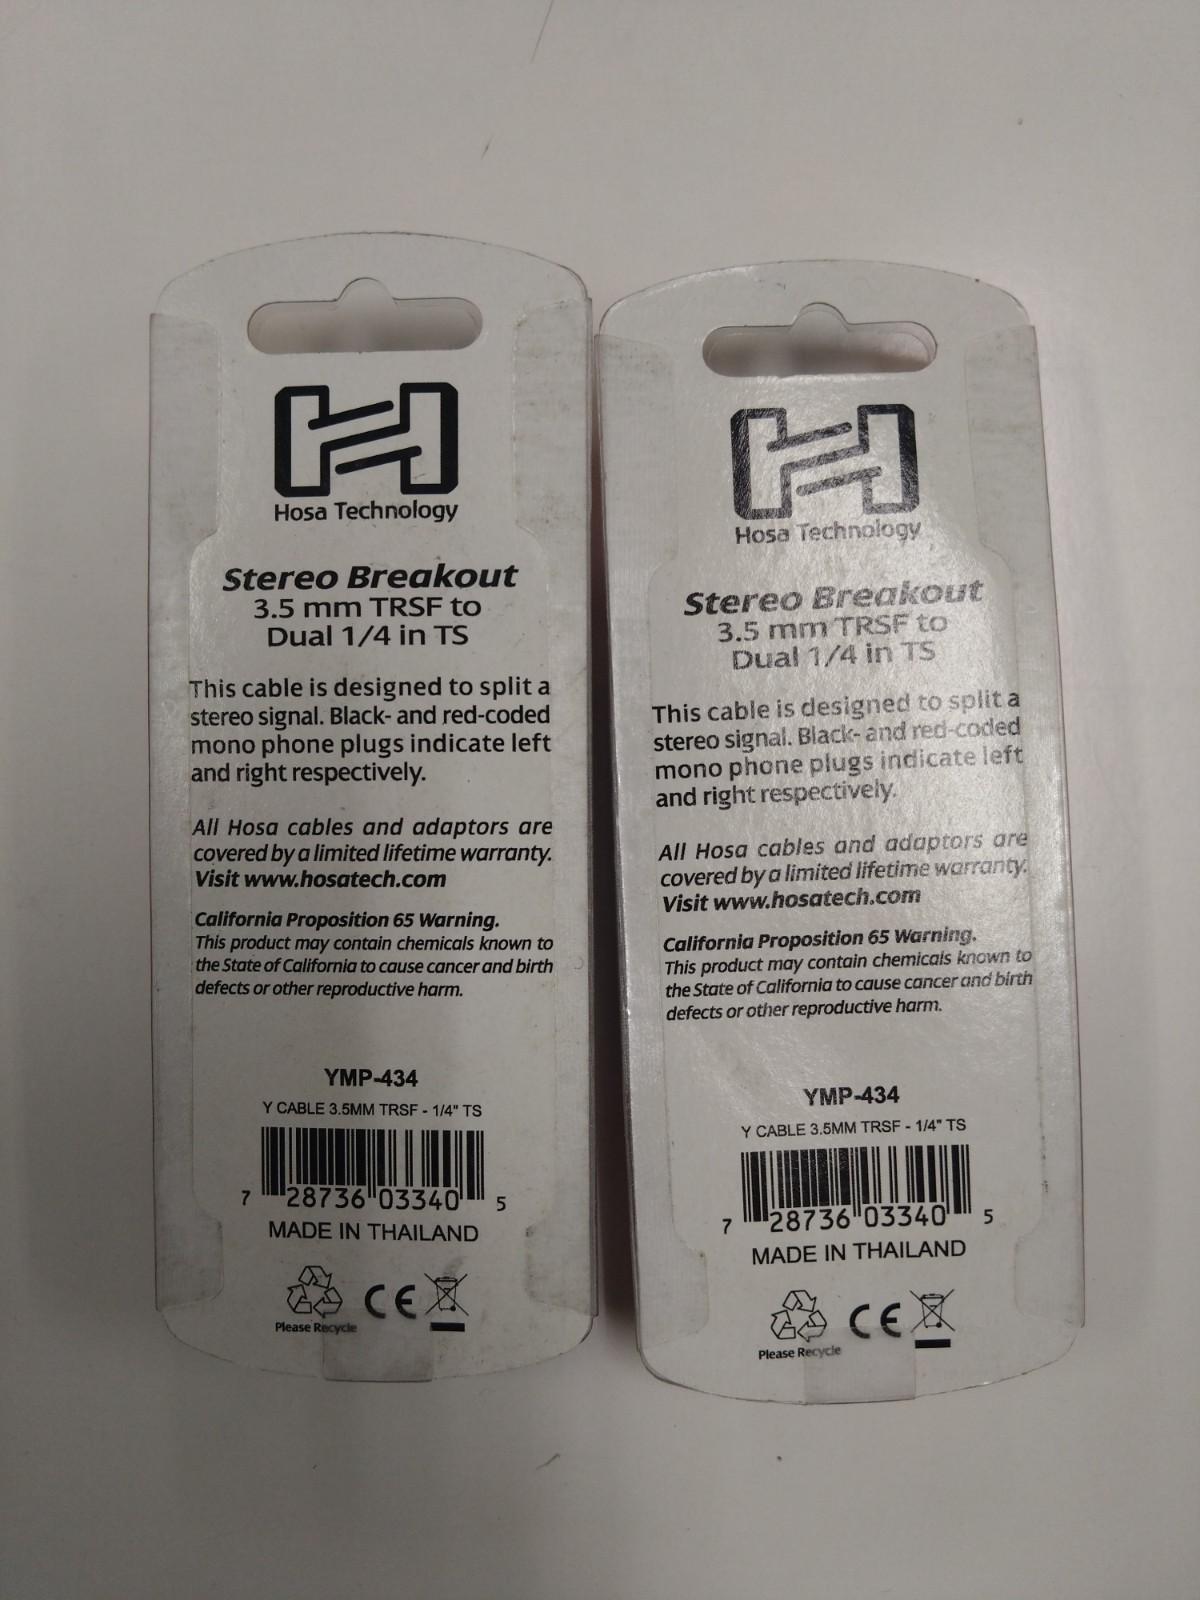 Hosa Technology
Stereo Breakout
3.5 mm TRSF to
Dual 1/4 in TS
This cable is designed to split a
stereo signal. Black- and red-coded
mono phone plugs indicate left
and right respectively.
All Hosa cables and adaptors are
covered by a limited lifetime warranty.
Visit www.hosatech.com
California Proposition 65 Warning.
This product may contain chemicals known to
the State of California to cause cancer and birth
defects or other reproductive harm.
YMP-434
Y CABLE 3.5MM TRSF - 1/4" TS
7 28736 03340 5
MADE IN THAILAND
Please Recycle
CE
Hosa Technology
Stereo Breakout
3.5 mm TRSF to
Dual 1/4 in TS
This cable is designed to split a
stereo signal. Black- and red-coded
mono phone plugs indicate left
and right respectively.
All Hosa cables and adaptors are
covered by a limited lifetime warranty.
Visit www.hosatech.com
California Proposition 65 Warning.
This product may contain chemicals known to
the State of California to cause cancer and birth
defects or other reproductive harm.
YMP-434
Y CABLE 3.5MM TRSF - 1/4" TS
7 28736 03340 5
MADE IN THAILAND
Please Recycle
CE